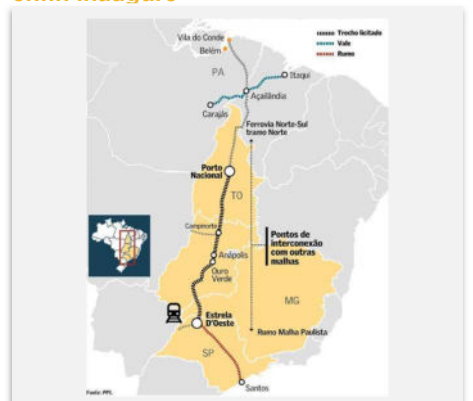 Vila do Conde
Belém
PA
Trecho licitado
Vale
Rumo
Itaqui
Açailândia
Carajás
Ferrovia Norte-Sul
tramo Norte
Porto
Nacional
TO
Campinorte
Pontos de
interconexão
com outras
malhas
Anápolis
Ouro
Verde
MG
Estrela
D'Oeste
Rumo Malha Paulista
SP
Santos
Fonte: PPI.